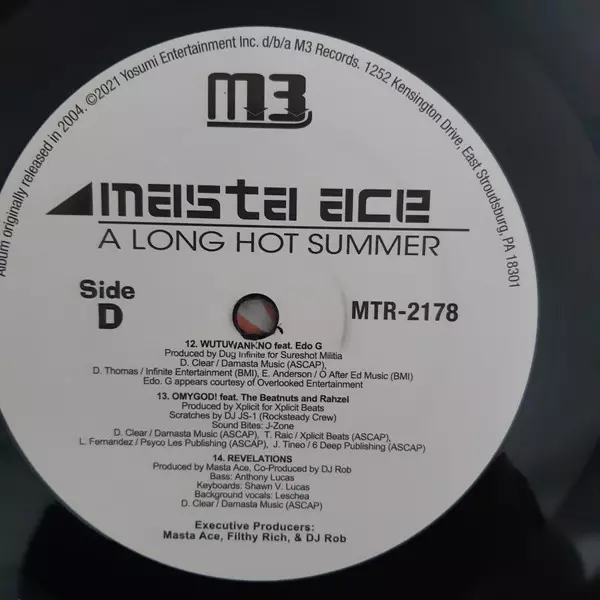 Album originally released in 2004. ©2021 Yosumi Entertainment Inc. d/b/a M3 Records. 1252 Kensington Drive, East Stroudsburg, PA 18301
M3
masta ace
A LONG HOT SUMMER
Side
D
MTR-2178
12. WUTUWANKNO feat. Edo G
Produced by Dug Infinite for Sureshot Militia
D. Clear / Damasta Music (ASCAP),
D. Thomas / Infinite Entertainment (BMI), E. Anderson / O After Ed Music (BMI)
Edo. G appears courtesy of Overlooked Entertainment
13. OMYGOD! feat. The Beatnuts and Rahzel
Produced by Xplicit for Xplicit Beats
Scratches by DJ JS-1 (Rocksteady Crew)
Sound Bites: J-Zone
D. Clear / Damasta Music (ASCAP), T. Raic / Xplicit Beats (ASCAP),
L. Fernandez / Psyco Les Publishing (ASCAP), J. Tineo / 6 Deep Publishing (ASCAP)
14. REVELATIONS
Produced by Masta Ace, Co-Produced by DJ Rob
Bass: Anthony Lucas
Keyboards: Shawn V. Lucas
Background vocals: Leschea
D. Clear / Damasta Music (ASCAP)
Executive Producers:
Masta Ace, Filthy Rich, & DJ Rob